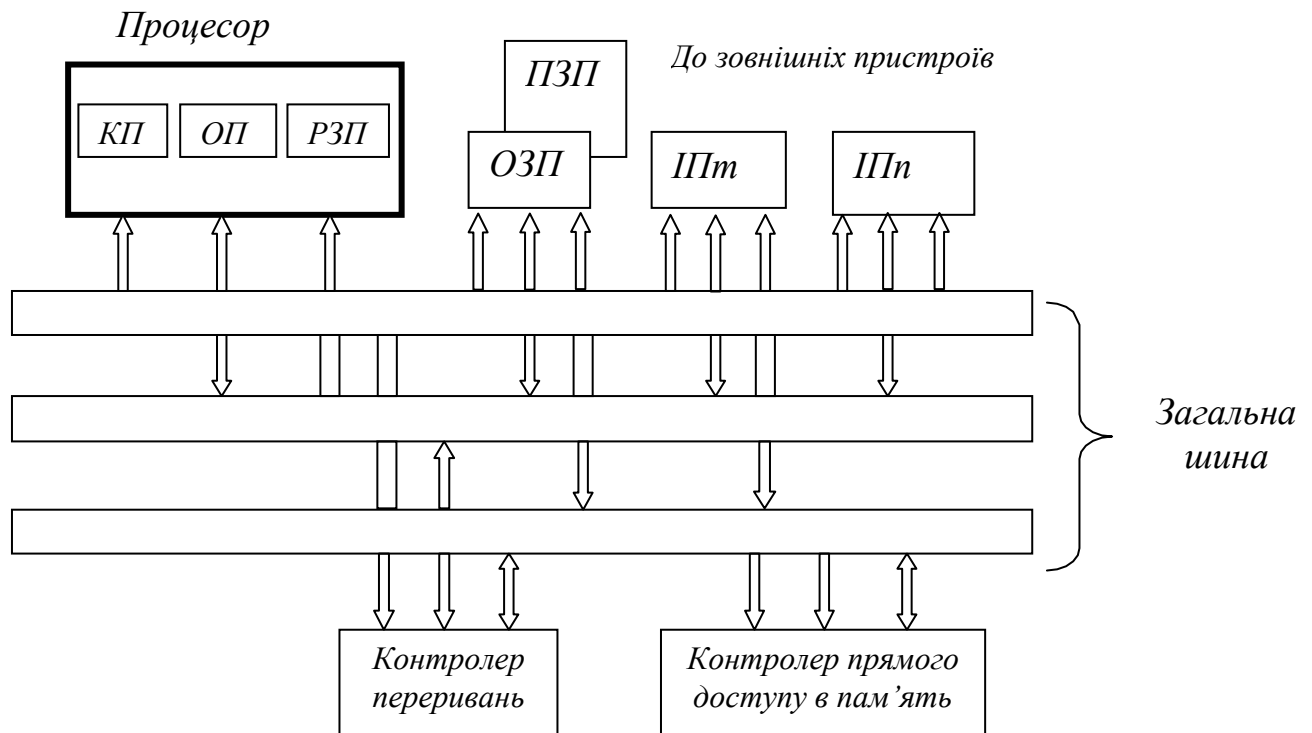 Процесор
До зовнішніх пристроїв
ПЗП
КП
ОП
РЗП
ОЗП
ІПт
ІПп
Загальна
шина
Контролер
переривань
Контролер прямого
доступу в пам’ять